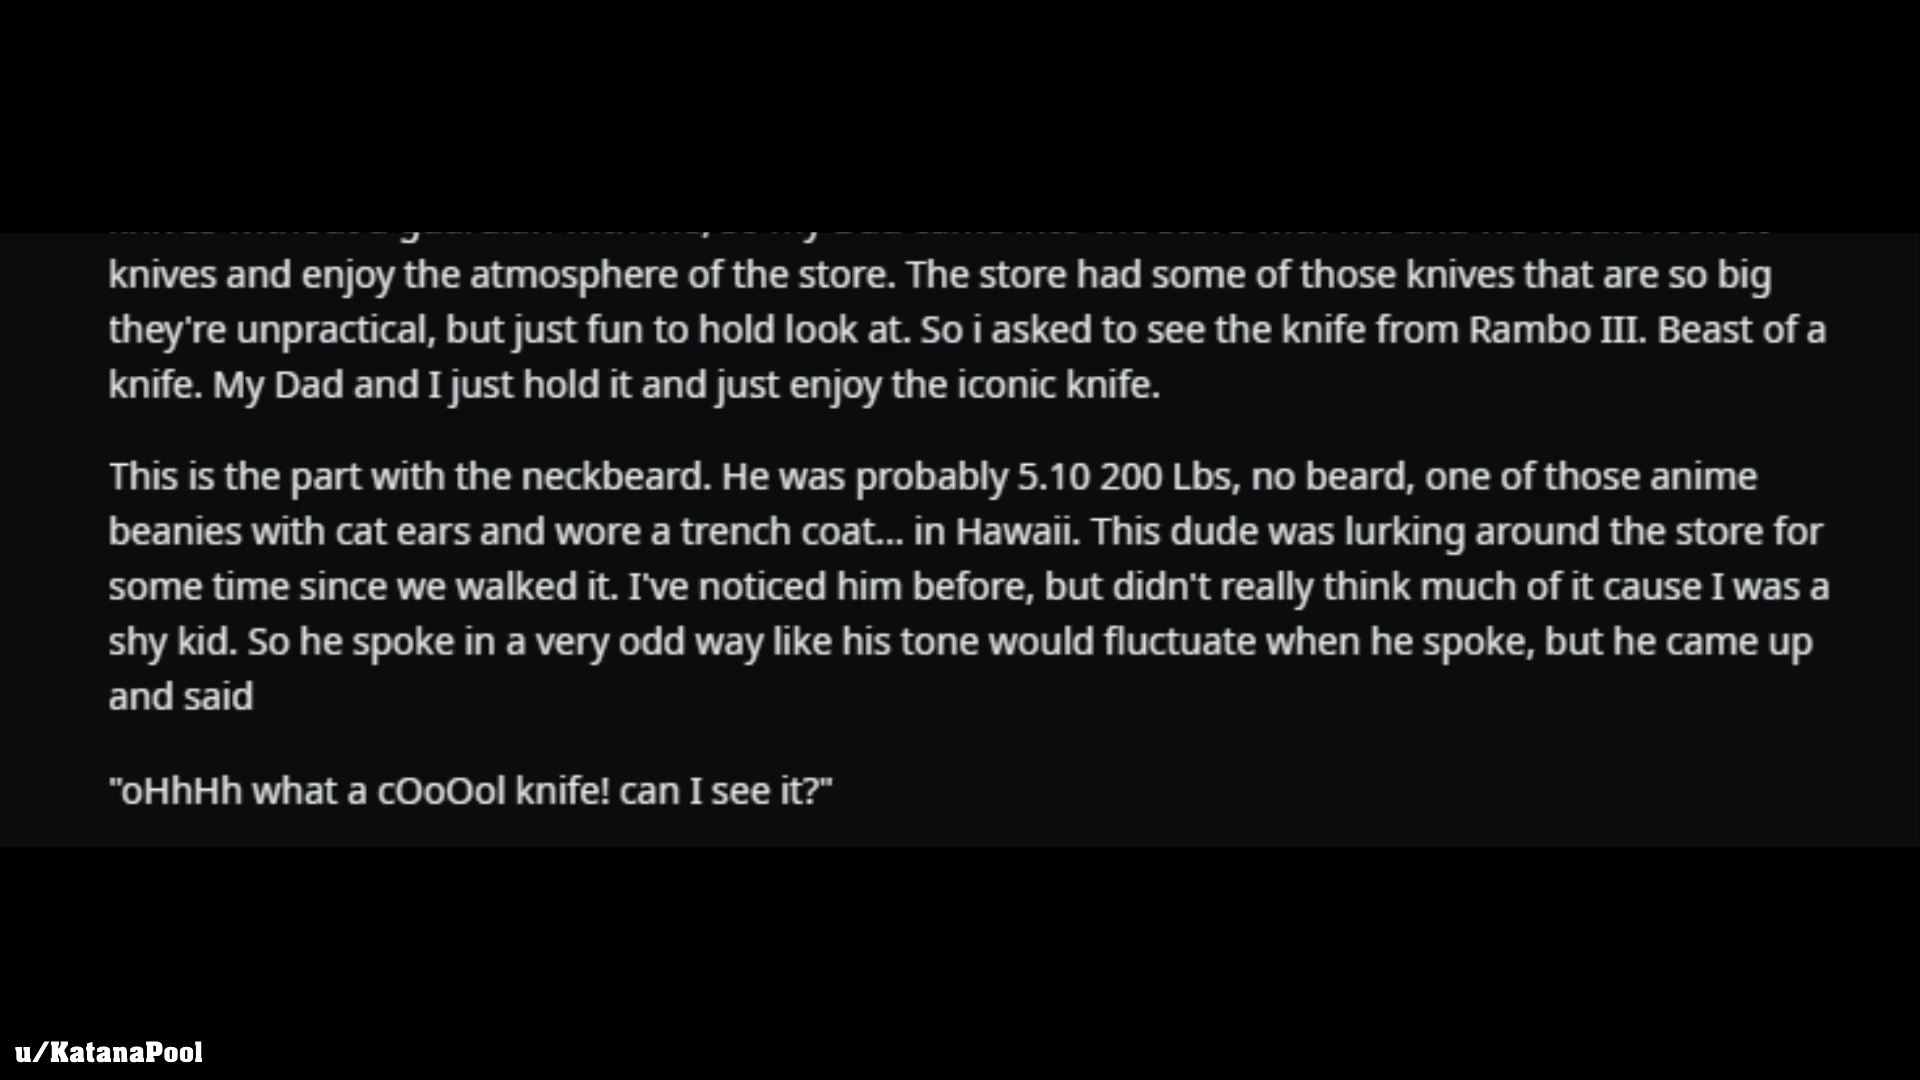 knives and enjoy the atmosphere of the store. The store had some of those knives that are so big
they're unpractical, but just fun to hold look at. So i asked to see the knife from Rambo III. Beast of a
knife. My Dad and I just hold it and just enjoy the iconic knife.
This is the part with the neckbeard. He was probably 5.10 200 Lbs, no beard, one of those anime
beanies with cat ears and wore a trench coat... in Hawaii. This dude was lurking around the store for
some time since we walked it. I've noticed him before, but didn't really think much of it cause I was a
shy kid. So he spoke in a very odd way like his tone would fluctuate when he spoke, but he came up
and said
"oHhHh what a cOoOol knife! can I see it?"
u/KatanaPool